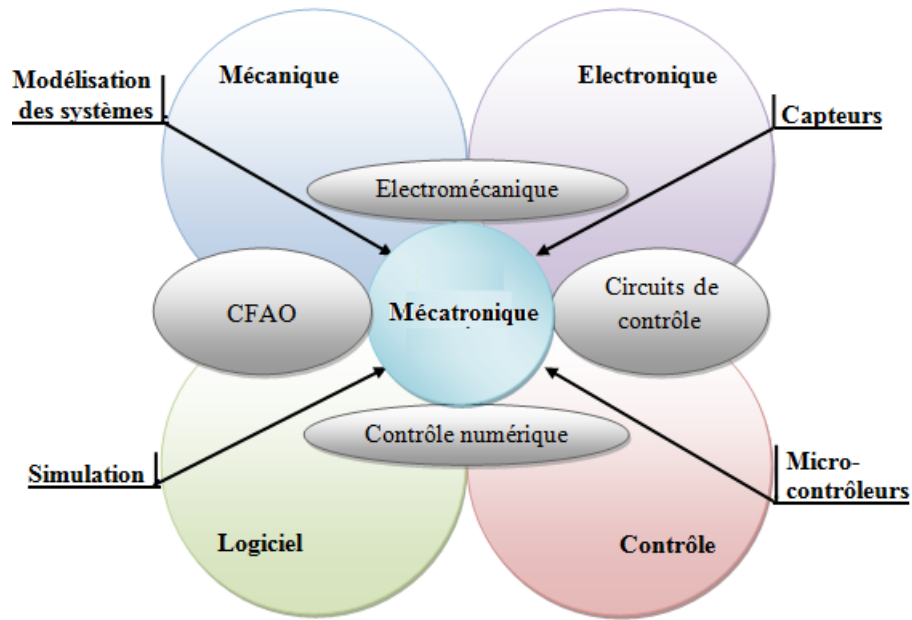 Mécanique
Electronique
Modélisation
des systèmes
Capteurs
Electromécanique
CFAO
Mécatronique
Circuits de
contrôle
Contrôle numérique
Simulation
Micro-
contrôleurs
Logiciel
Contrôle